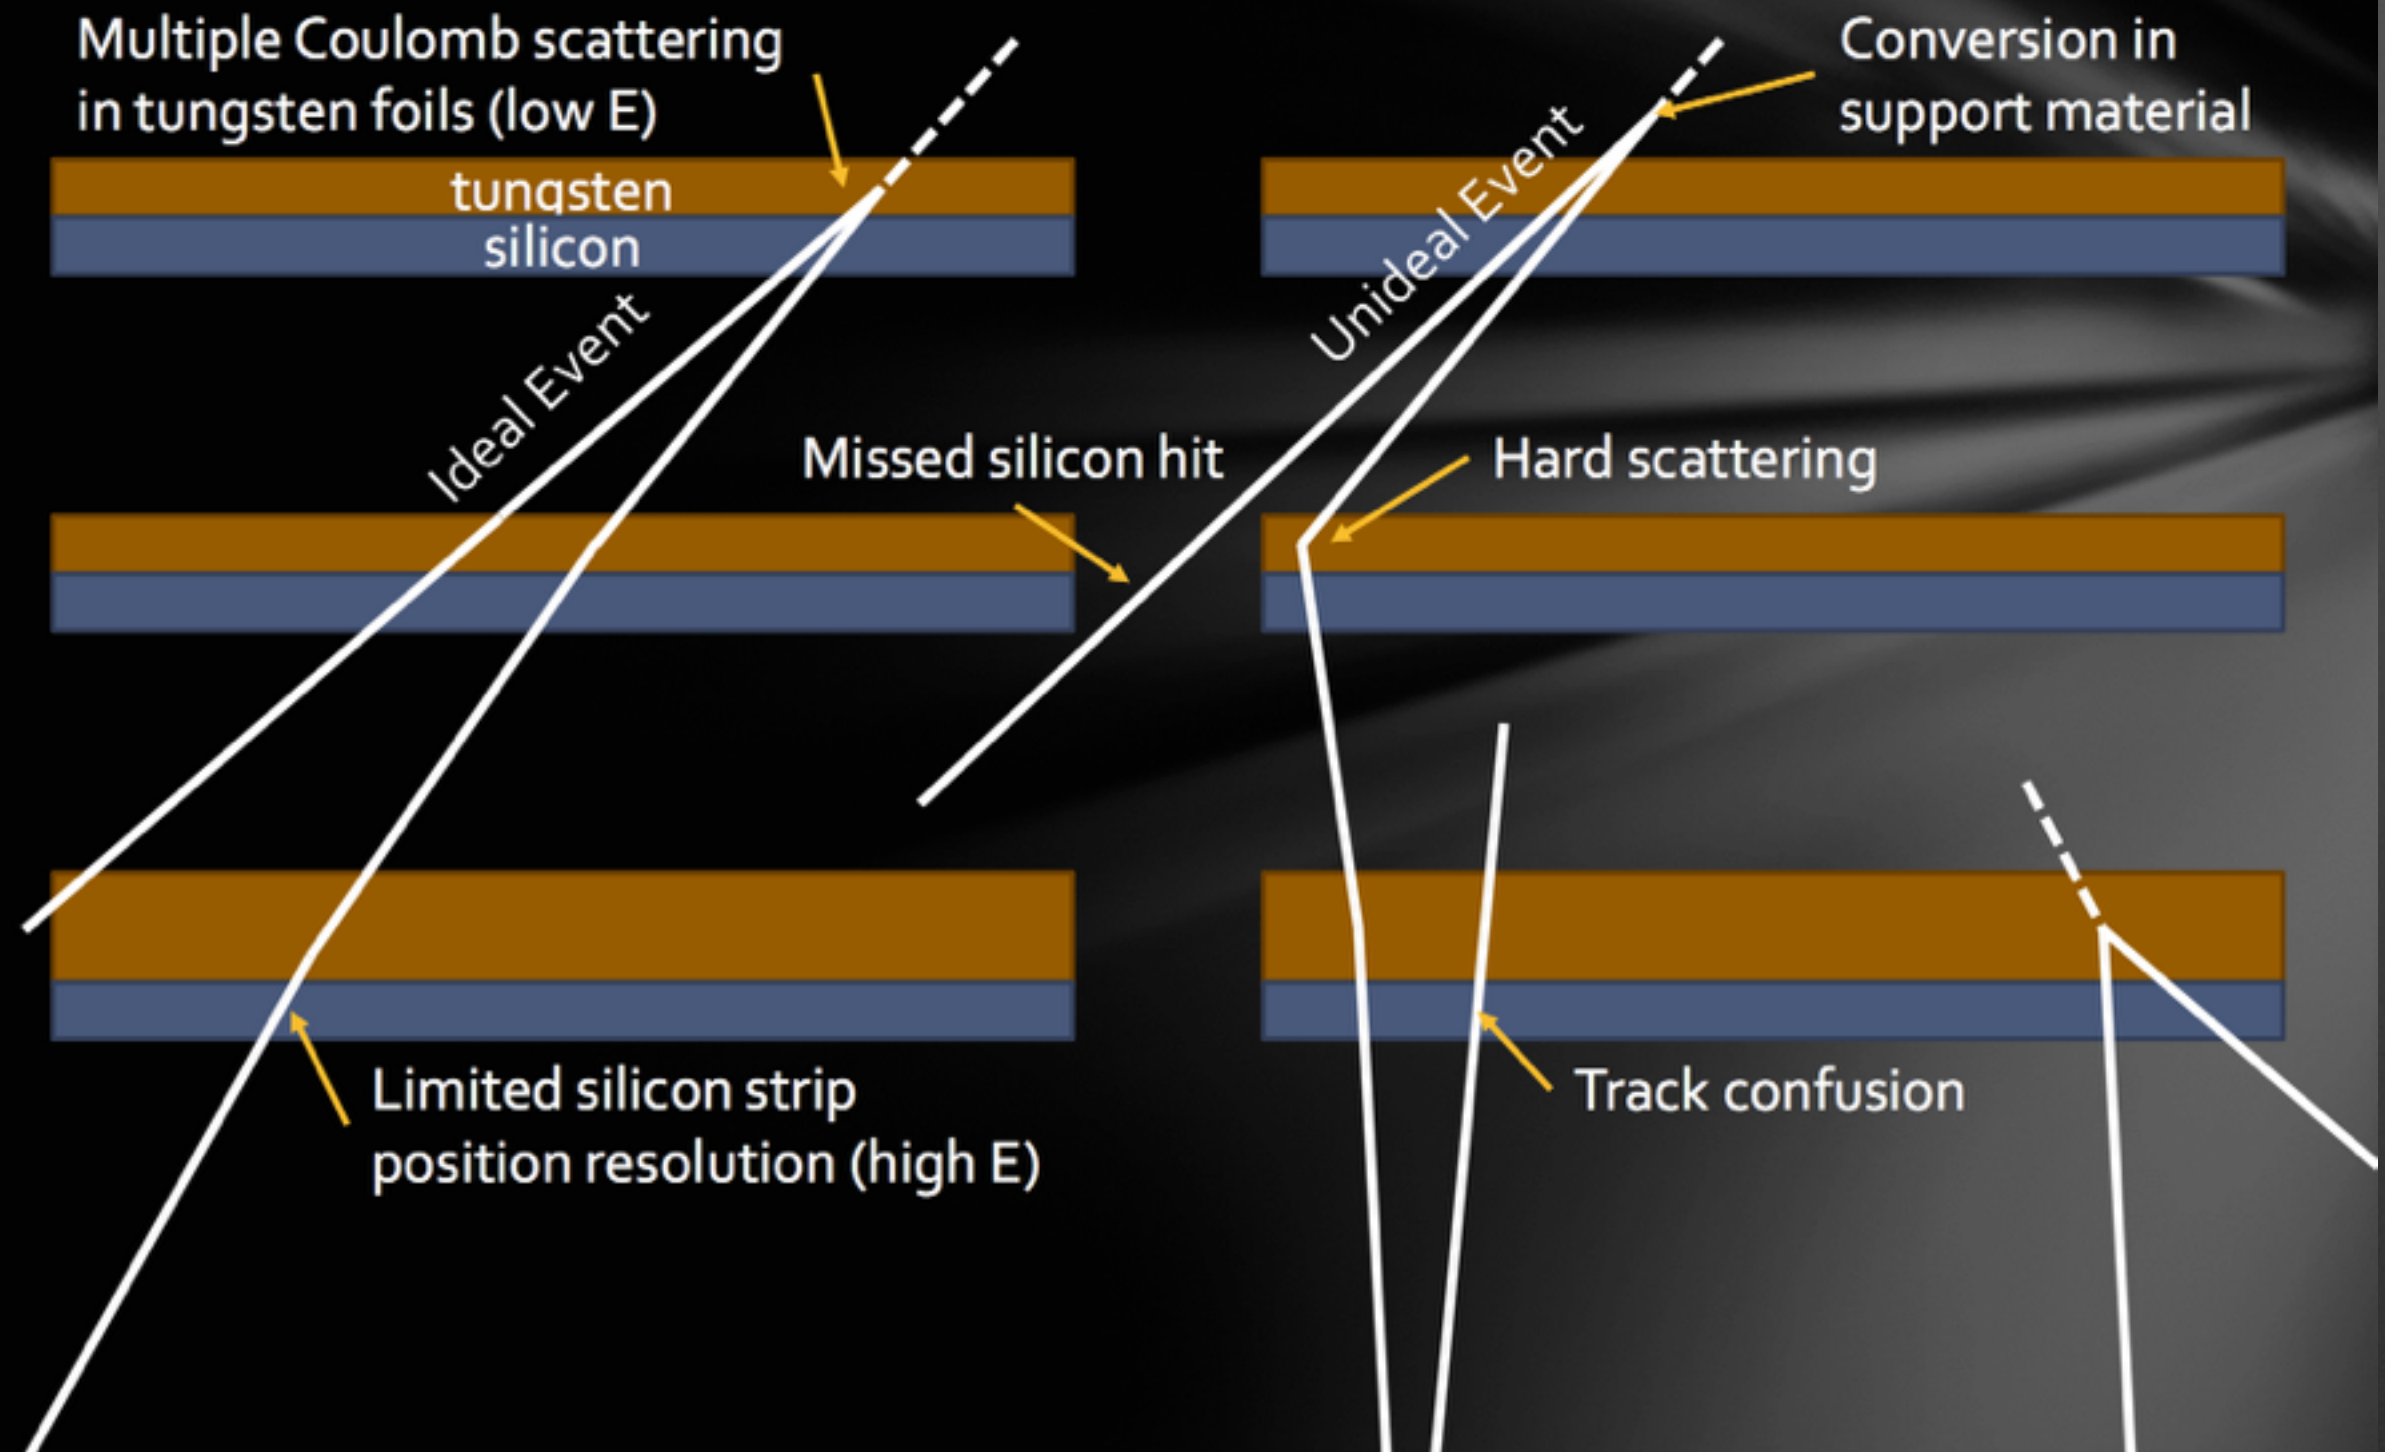 Multiple Coulomb scattering
in tungsten foils (low E)
Conversion in
support material
tungsten
silicon
Ideal Event
Unideal Event
Missed silicon hit
Hard scattering
Limited silicon strip
position resolution (high E)
Track confusion